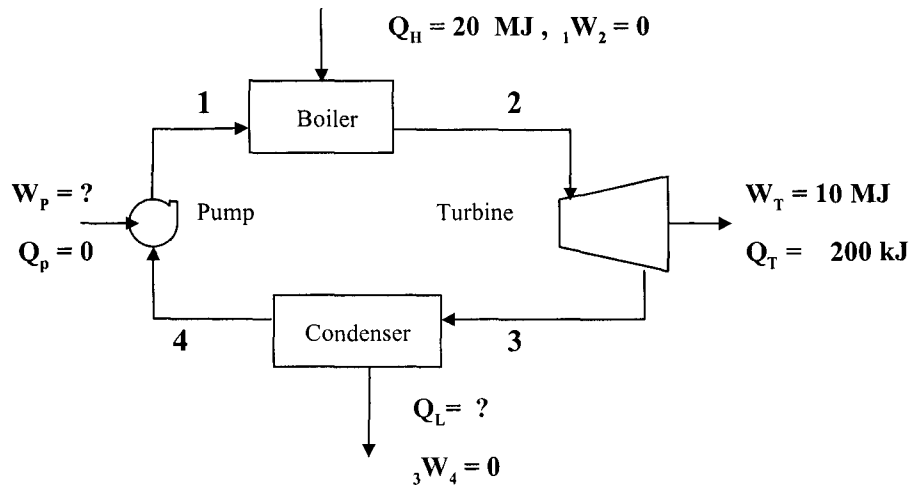 Q_H = 20 MJ , ₁W₂ = 0
1
2
Boiler
W_P = ?
Pump
Turbine
W_T = 10 MJ
Q_p = 0
Q_T = 200 kJ
4
Condenser
3
Q_L = ?
₃W₄ = 0